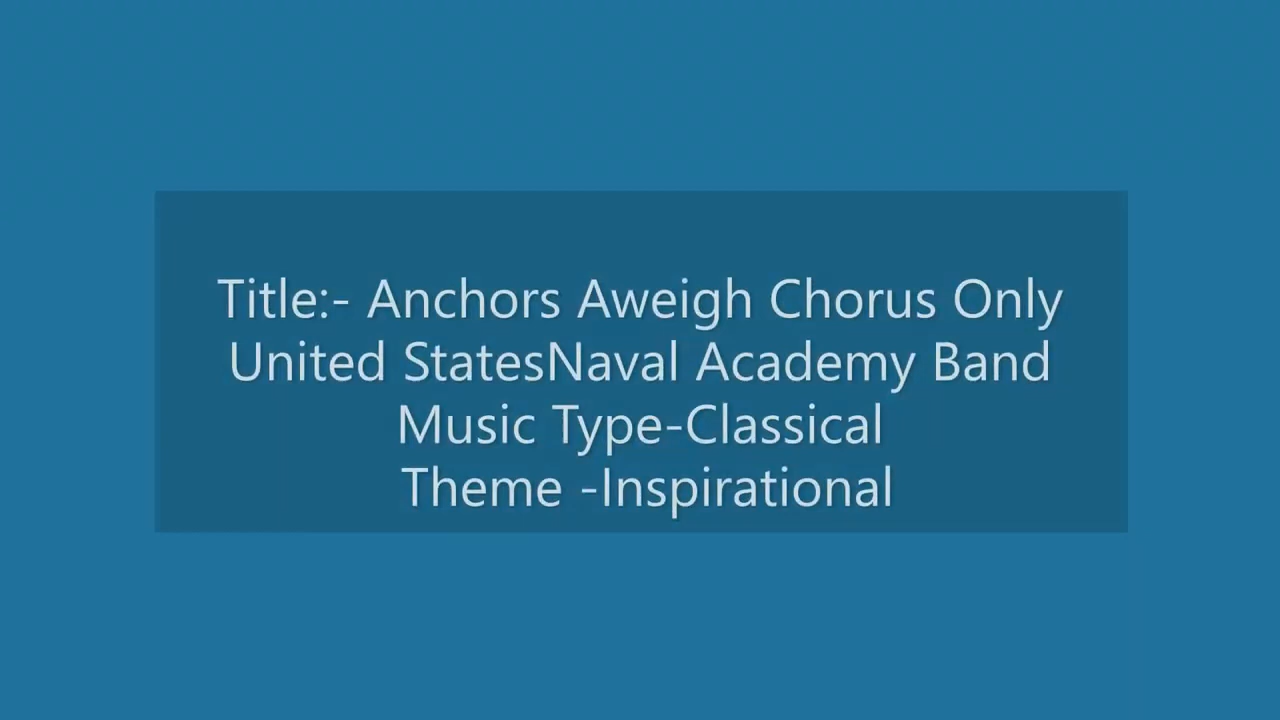 Title:- Anchors Aweigh Chorus Only
United StatesNaval Academy Band
Music Type-Classical
Theme -Inspirational